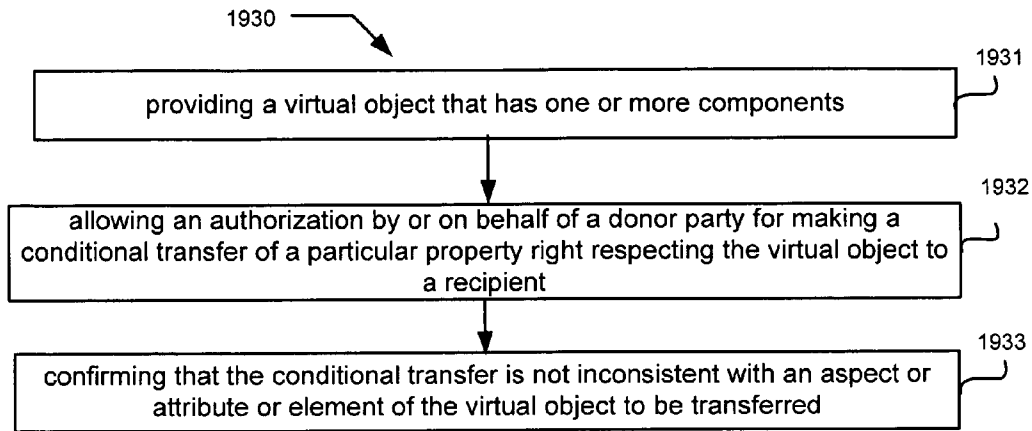 1930
1931
providing a virtual object that has one or more components
1932
allowing an authorization by or on behalf of a donor party for making a
conditional transfer of a particular property right respecting the virtual object to
a recipient
1933
confirming that the conditional transfer is not inconsistent with an aspect or
attribute or element of the virtual object to be transferred